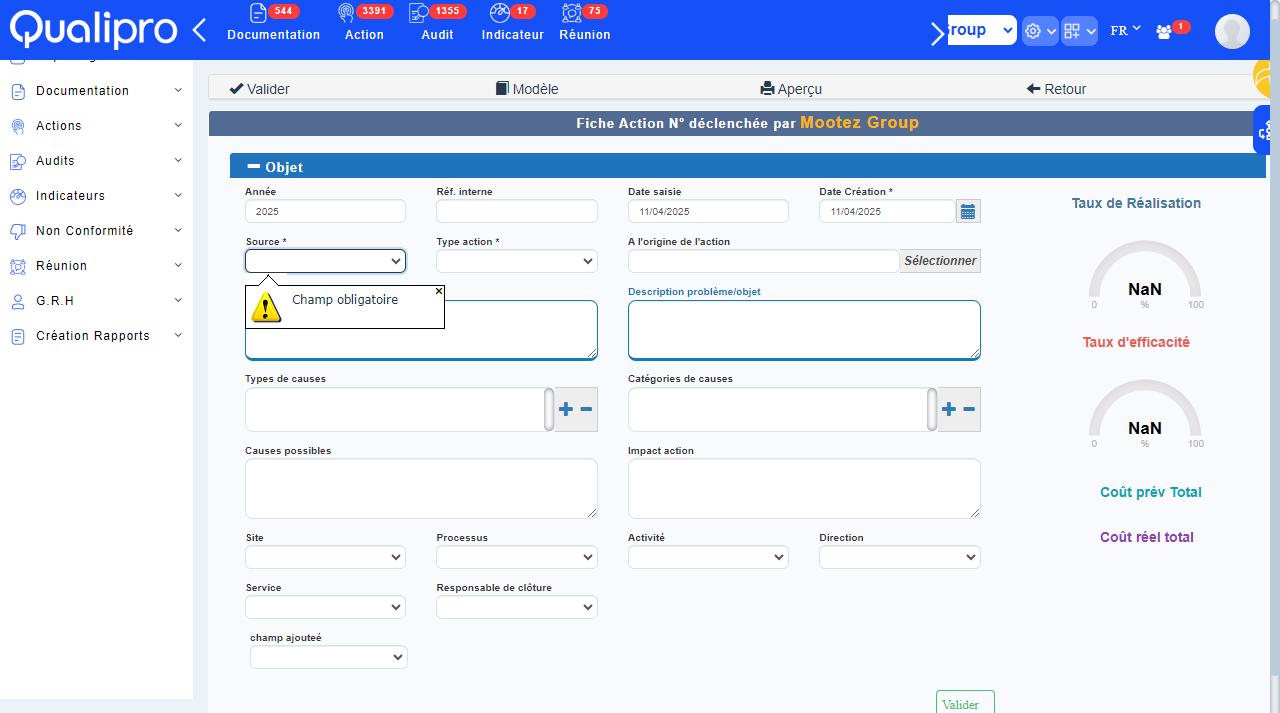 Qualipro
544
Documentation
3391
Action
1355
Audit
17
Indicateur
75
Réunion
roup
FR
1
Documentation
Actions
Audits
Indicateurs
Non Conformité
Réunion
G.R.H
Création Rapports
Valider
Modèle
Aperçu
Retour
Fiche Action N° déclenchée par Mootez Group
Objet
Année
Réf. interne
Date saisie
Date Création *
2025
11/04/2025
11/04/2025
Source *
Type action *
A l'origine de l'action
Sélectionner
Champ obligatoire
Description problème/objet
Types de causes
Catégories de causes
Causes possibles
Impact action
Site
Processus
Activité
Direction
Service
Responsable de clôture
champ ajouteé
Valider
Taux de Réalisation
NaN
0 % 100
Taux d'efficacité
NaN
0 % 100
Coût prév Total
Coût réel total